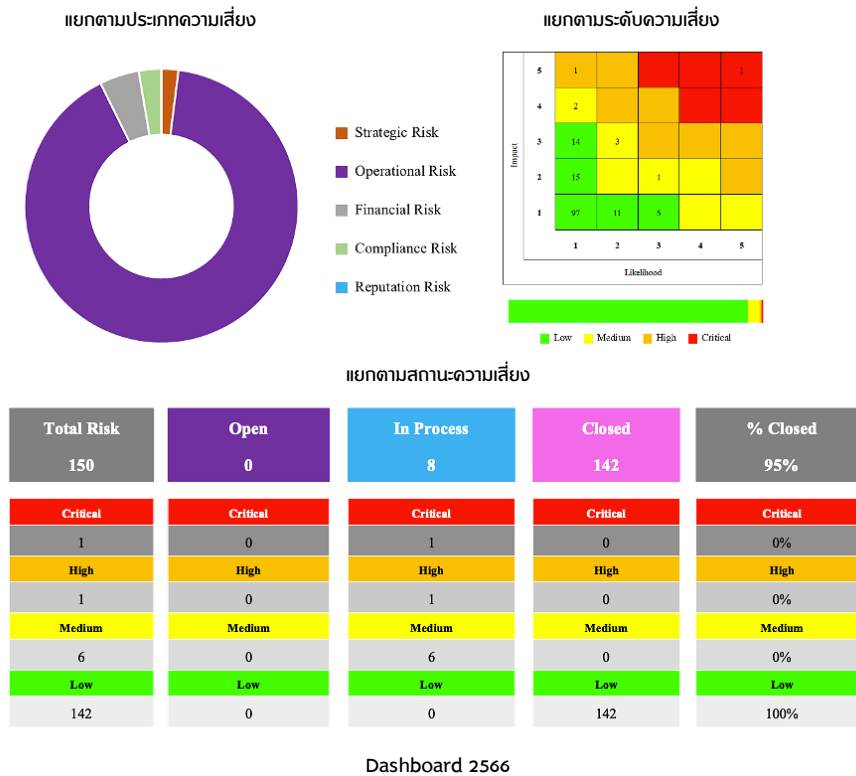 แยกตามประเภทความเสี่ยง
แยกตามระดับความเสี่ยง
Strategic Risk
Operational Risk
Financial Risk
Compliance Risk
Reputation Risk
Impact
5 1 1
4 2
3 14 3
2 15 1
1 97 11 5
1 2 3 4 5
Likelihood
Low Medium High Critical
แยกตามสถานะความเสี่ยง
Total Risk Open In Process Closed % Closed
150 0 8 142 95%
Critical Critical Critical Critical Critical
1 0 1 0 0%
High High High High High
1 0 1 0 0%
Medium Medium Medium Medium Medium
6 0 6 0 0%
Low Low Low Low Low
142 0 0 142 100%
Dashboard 2566